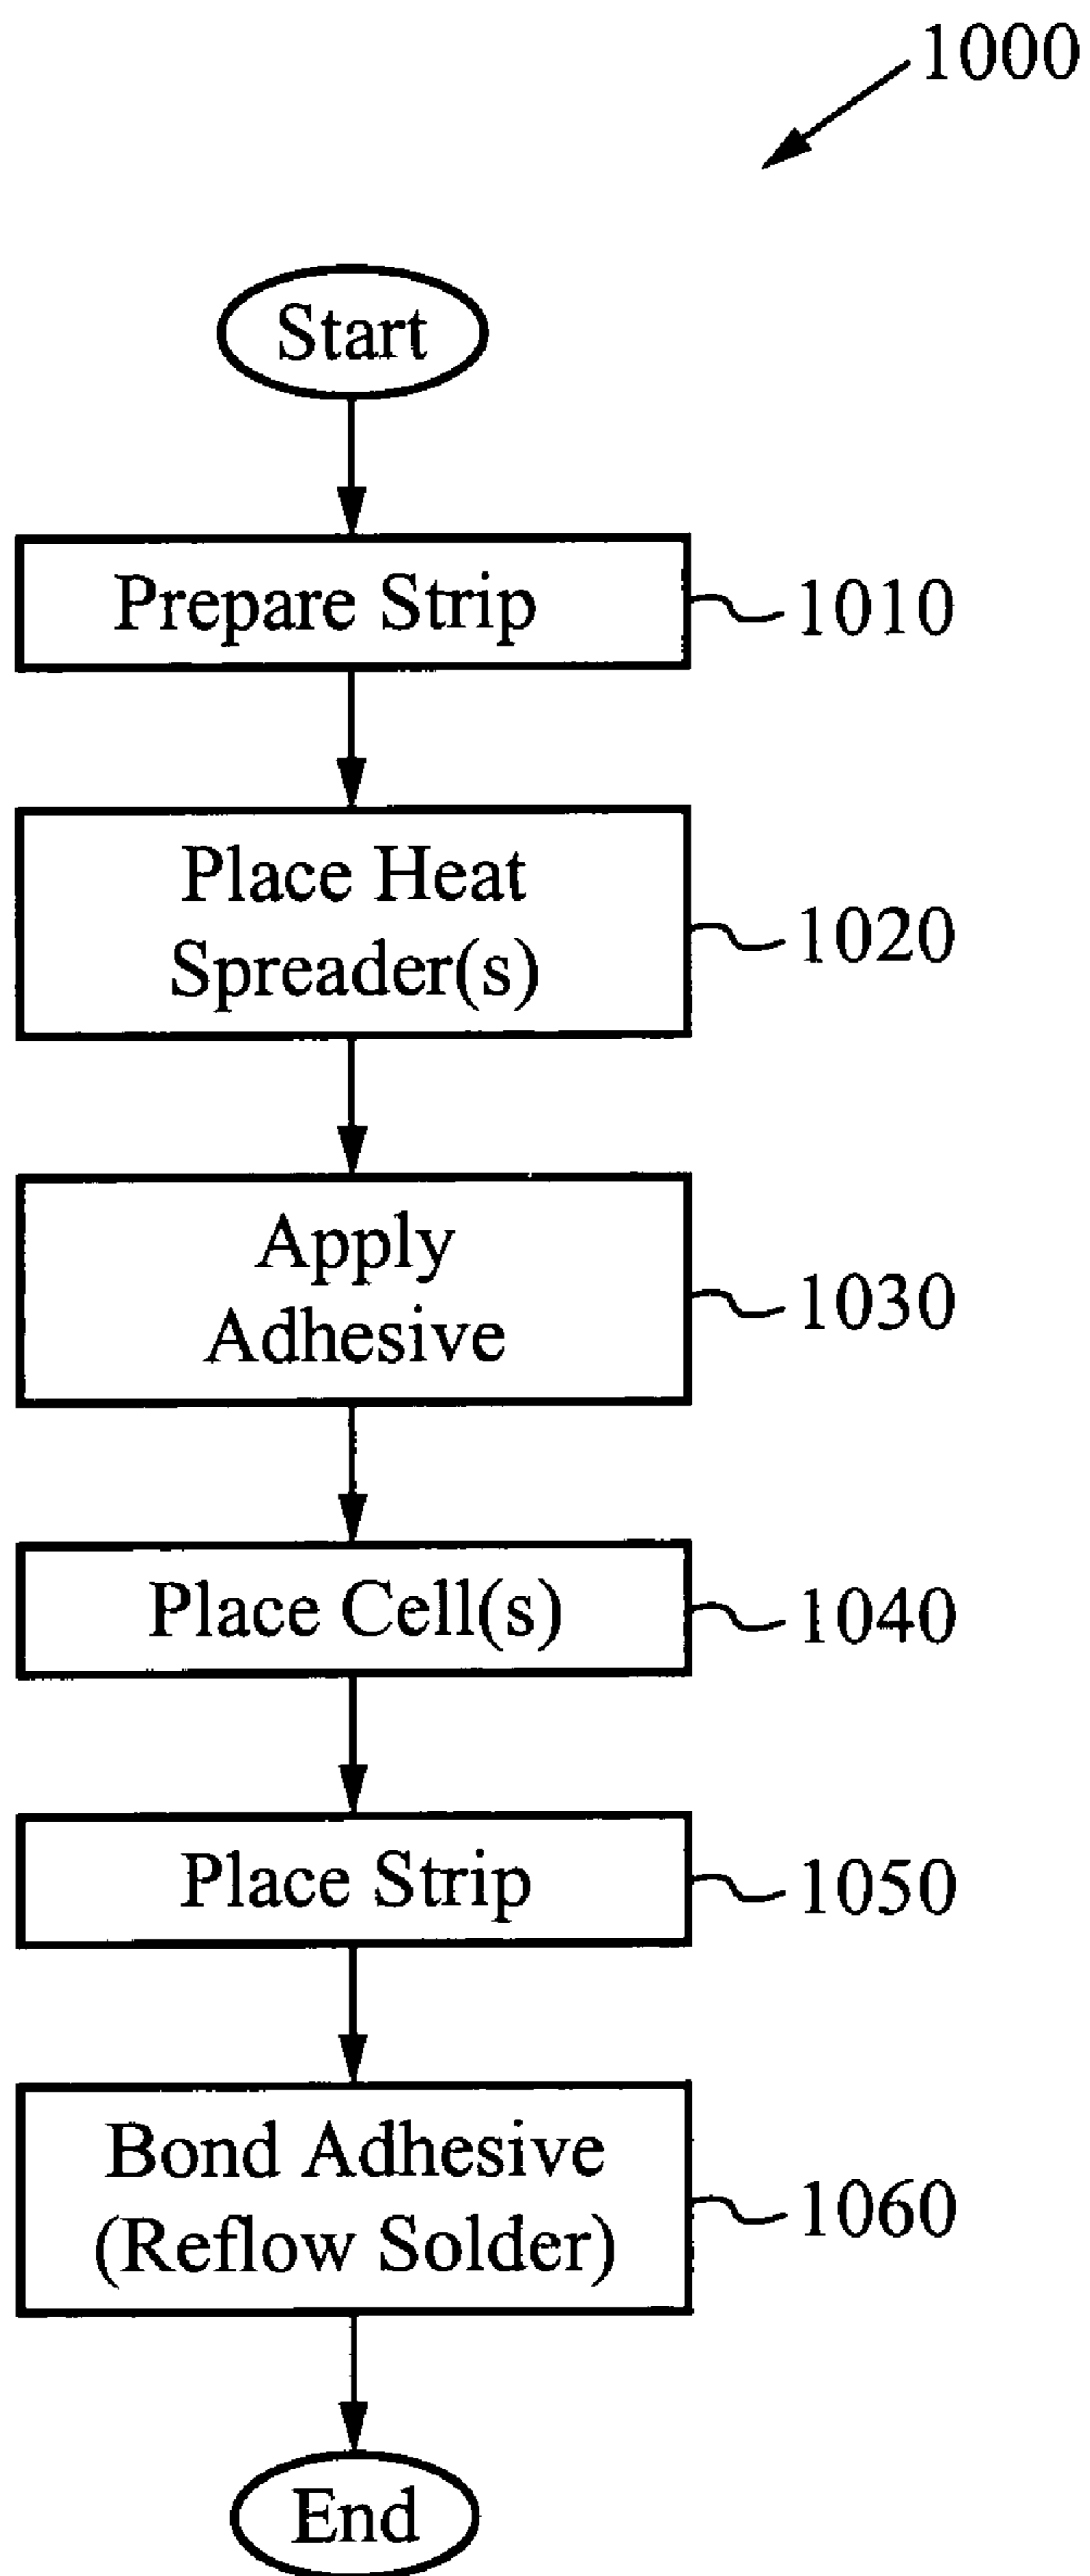 1000
Start
Prepare Strip
1010
Place Heat
Spreader(s)
1020
Apply
Adhesive
1030
Place Cell(s)
1040
Place Strip
1050
Bond Adhesive
(Reflow Solder)
1060
End